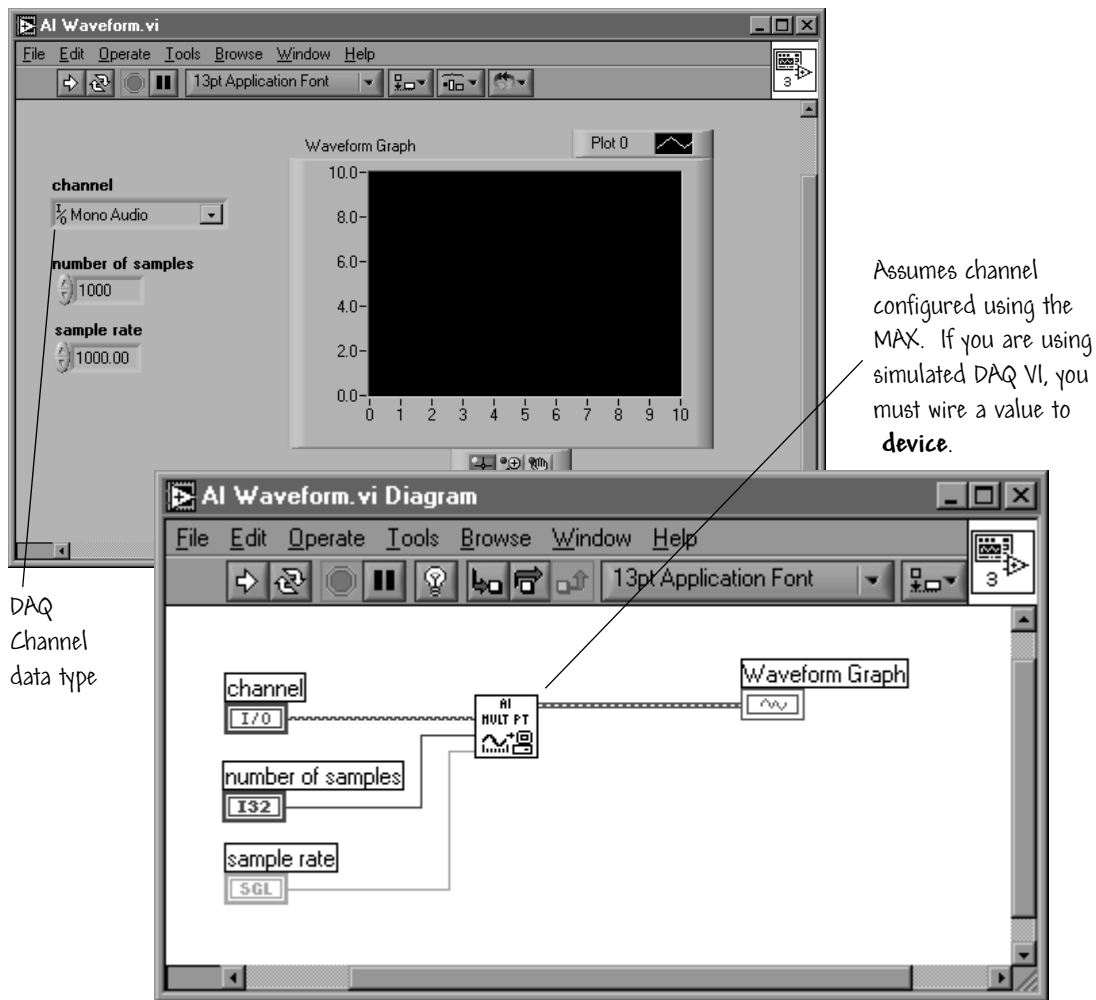 AI Waveform.vi
File Edit Operate Tools Browse Window Help
13pt Application Font
3
Waveform Graph
Plot 0
channel
I/O Mono Audio
number of samples
1000
sample rate
1000.00
10.0
8.0
6.0
4.0
2.0
0.0
0 1 2 3 4 5 6 7 8 9 10
Assumes channel
configured using the
MAX. If you are using
simulated DAQ VI, you
must wire a value to
device.
DAQ
Channel
data type
AI Waveform.vi Diagram
File Edit Operate Tools Browse Window Help
13pt Application Font
3
channel
I/O
number of samples
I32
sample rate
SGL
AI
MULT PT
Waveform Graph